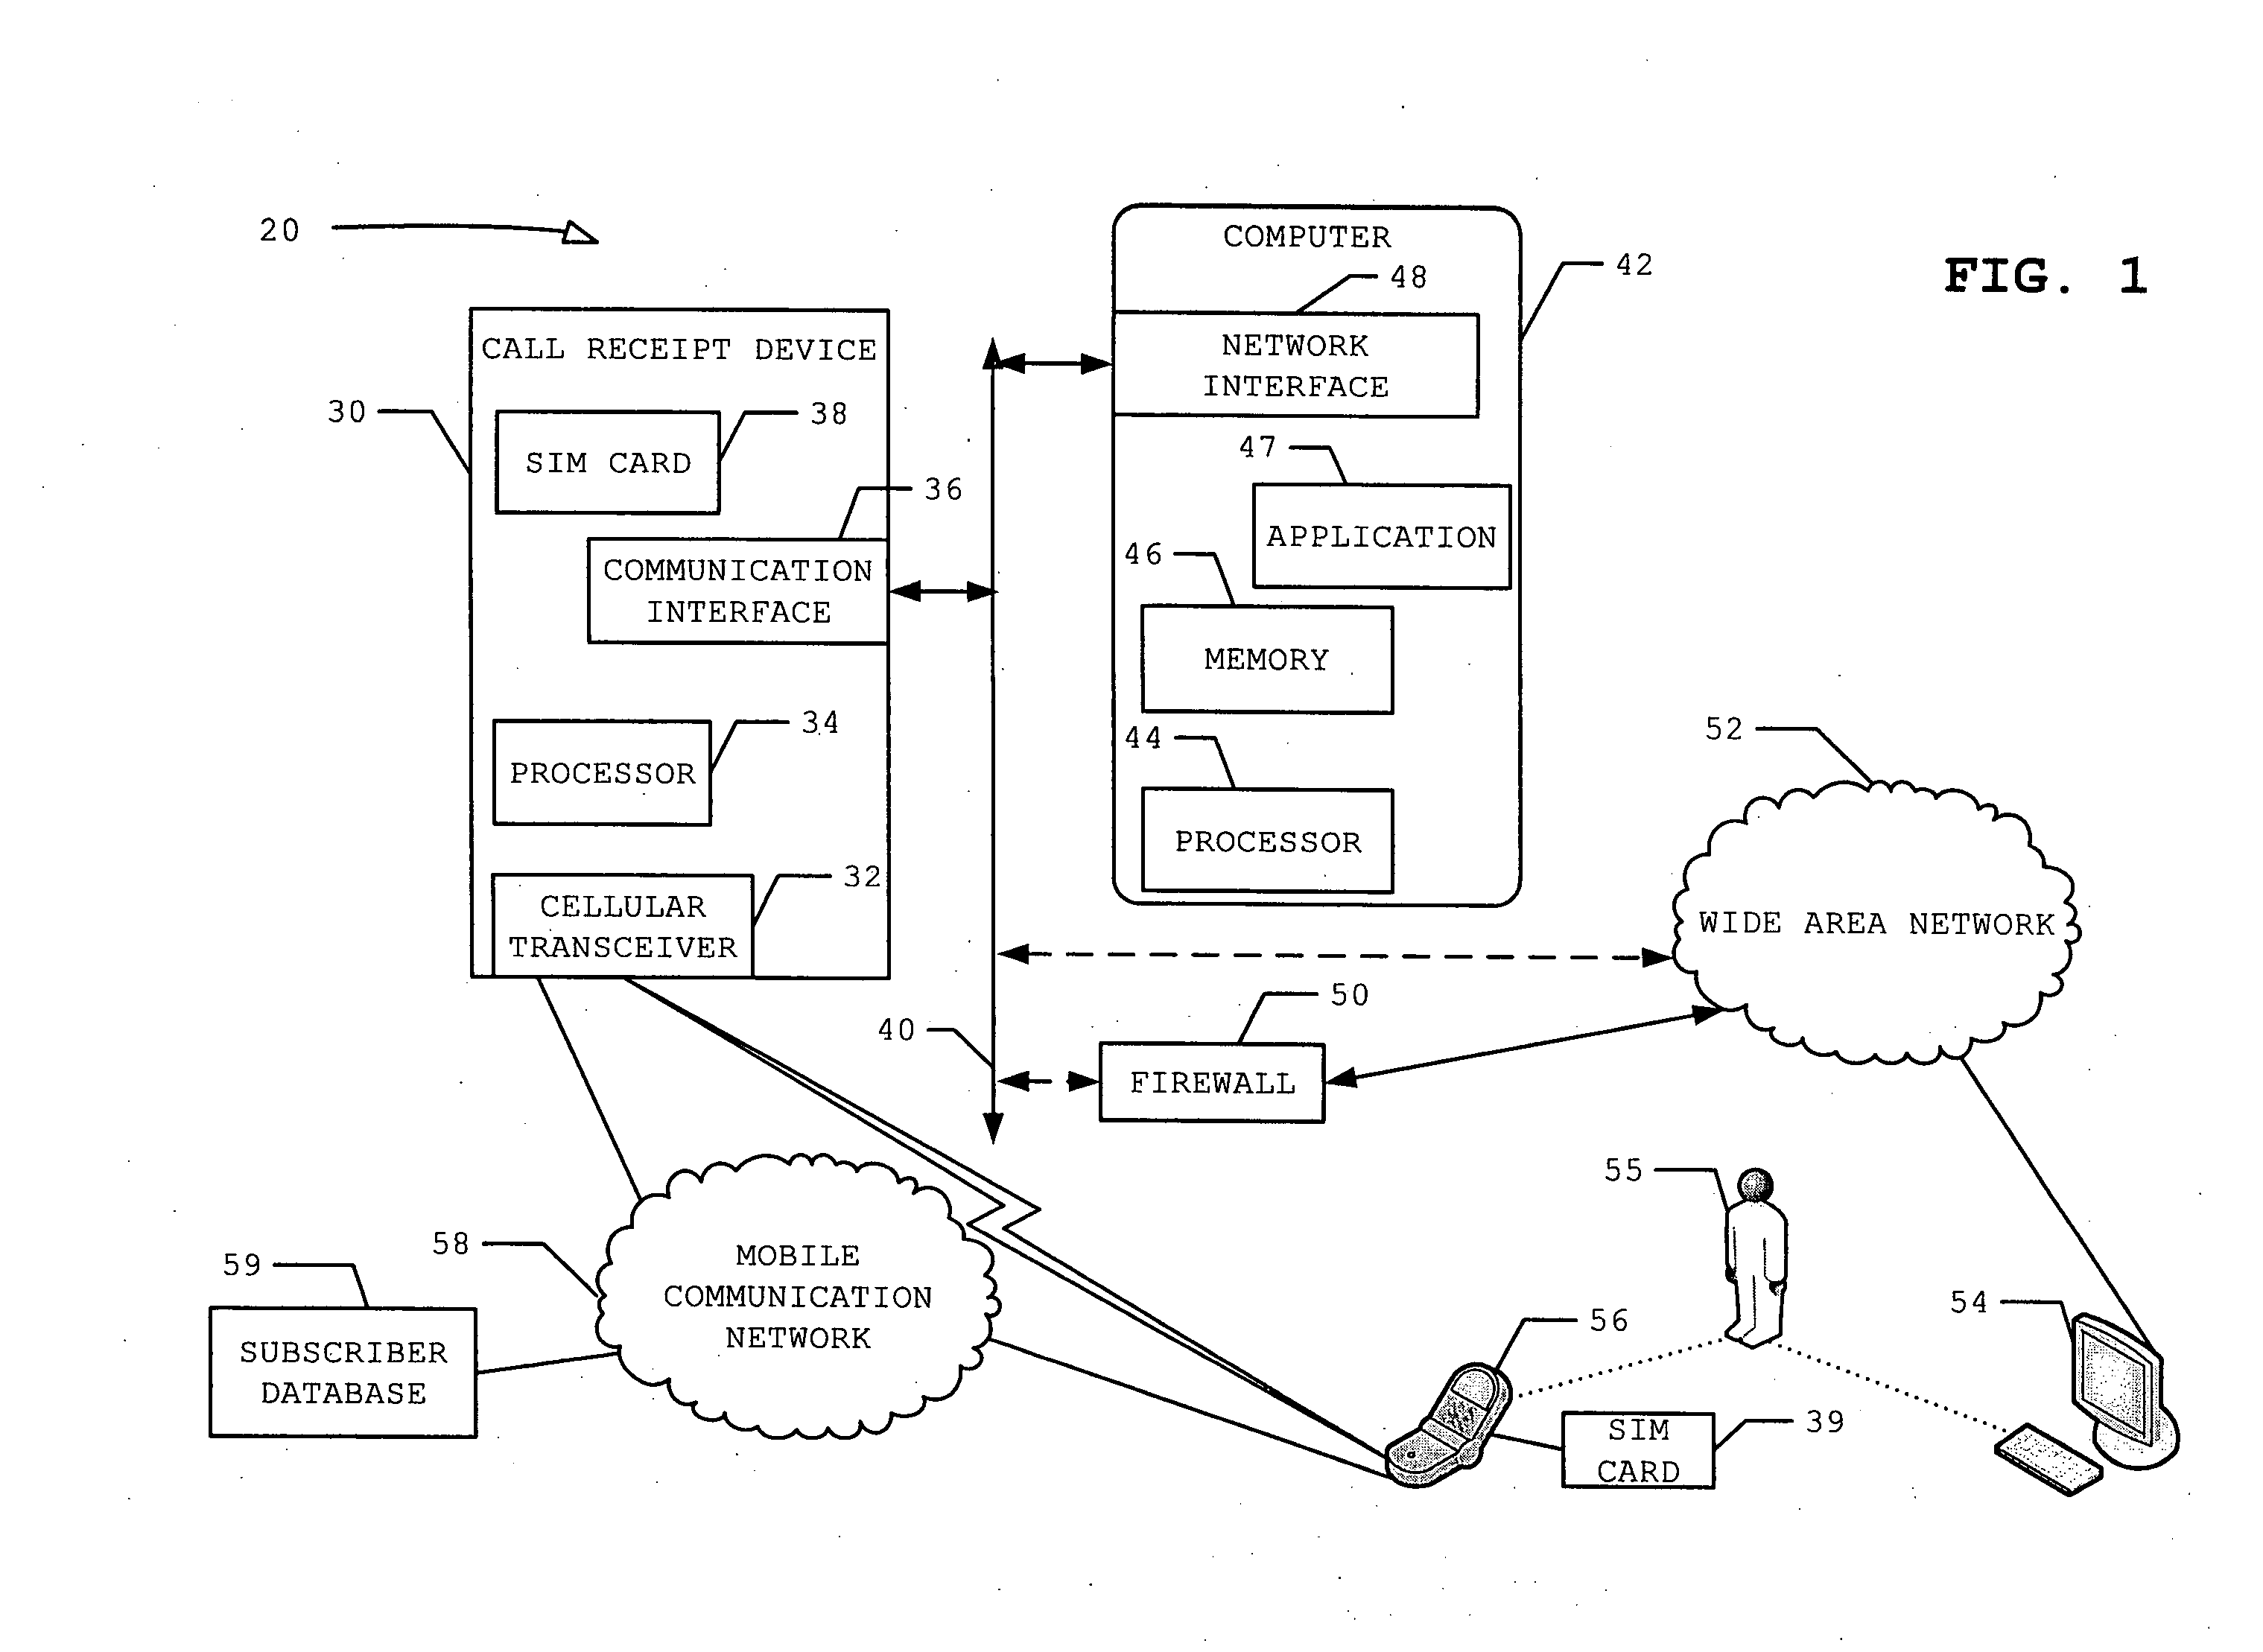 20
FIG. 1
CALL RECEIPT DEVICE
30
38
SIM CARD
36
COMMUNICATION
INTERFACE
34
PROCESSOR
32
CELLULAR
TRANSCEIVER
COMPUTER
42
48
NETWORK
INTERFACE
47
APPLICATION
46
MEMORY
44
PROCESSOR
52
WIDE AREA NETWORK
40
50
FIREWALL
58
MOBILE
COMMUNICATION
NETWORK
59
SUBSCRIBER
DATABASE
55
56
54
SIM
CARD
39